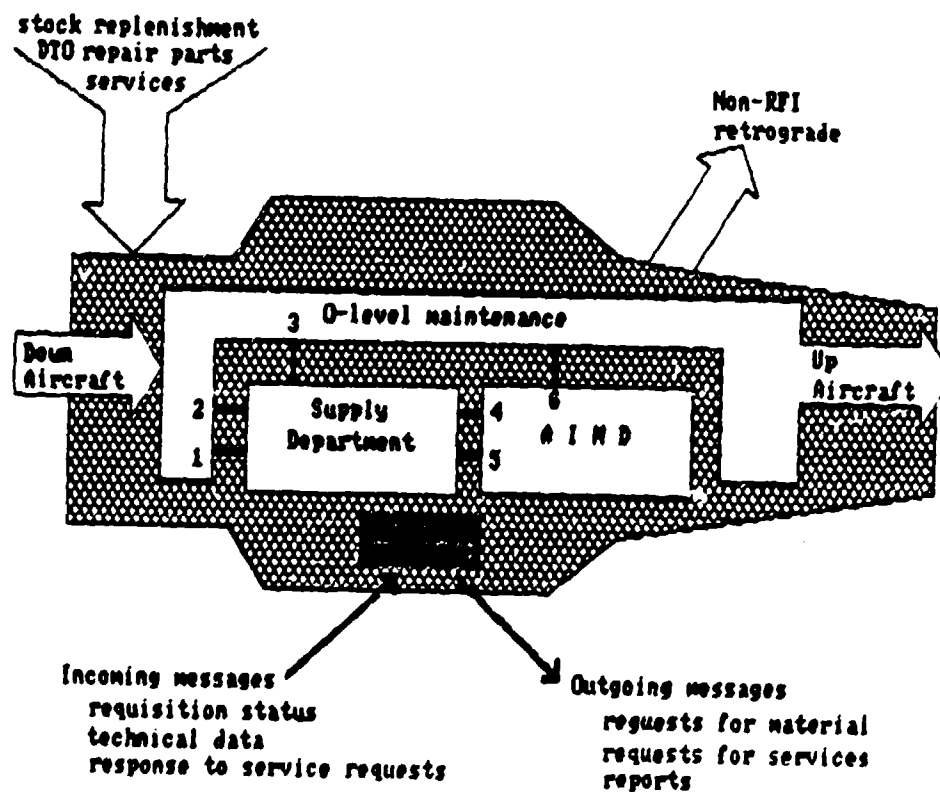 stock replenishment
DTO repair parts
services
Non-RFI
retrograde
3
O-level maintenance
Down
Aircraft
Up
Aircraft
2
1
Supply
Department
4
5
6
A I M D
Incoming messages
requisition status
technical data
response to service requests
Outgoing messages
reguests for material
requests for services
reports